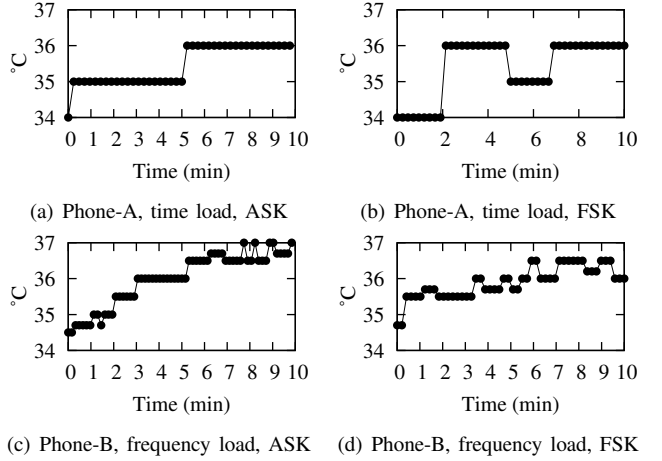 37
36
35
34
°C
0 1 2 3 4 5 6 7 8 9 10
Time (min)
(a) Phone-A, time load, ASK
37
36
35
34
°C
0 2 4 6 8 10
Time (min)
(b) Phone-A, time load, FSK
37
36
35
34
°C
0 1 2 3 4 5 6 7 8 9 10
Time (min)
(c) Phone-B, frequency load, ASK
37
36
35
34
°C
0 1 2 3 4 5 6 7 8 9 10
Time (min)
(d) Phone-B, frequency load, FSK